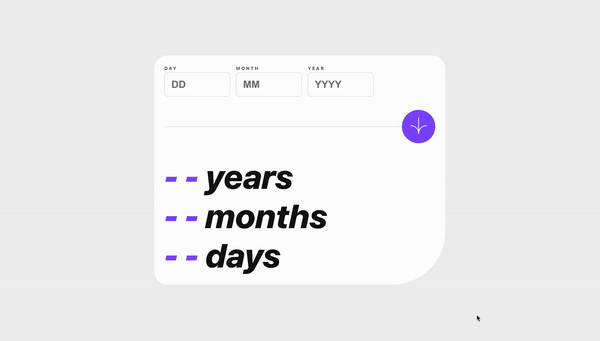 DAY MONTH YEAR
DD MM YYYY
- - years
- - months
- - days